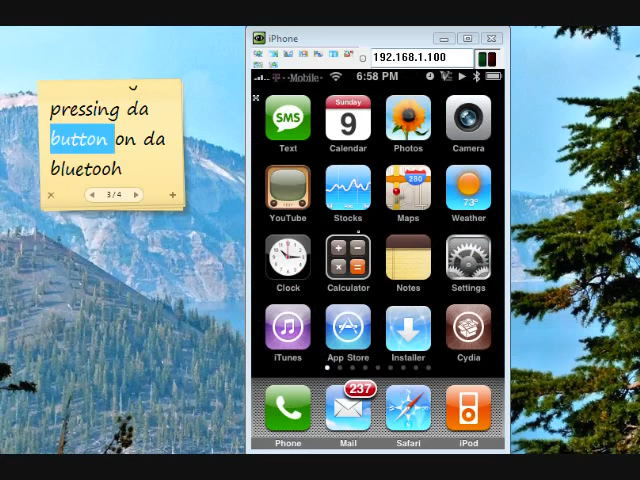 pressing da
button on da
bluetooh
3/4
iPhone
192.168.1.100
T-Mobile
6:58 PM
SMS
Sunday
9
280
Text
Calendar
Photos
Camera
73°
YouTube
Stocks
Maps
Weather
Clock
Calculator
Notes
Settings
iTunes
App Store
Installer
Cydia
237
Phone
Mail
Safari
iPod